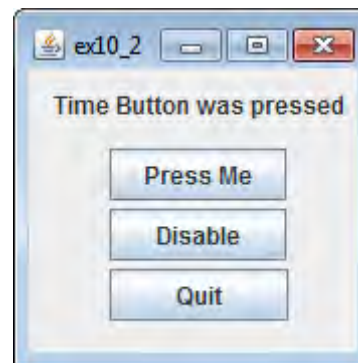 ex10_2
Time Button was pressed
Press Me
Disable
Quit